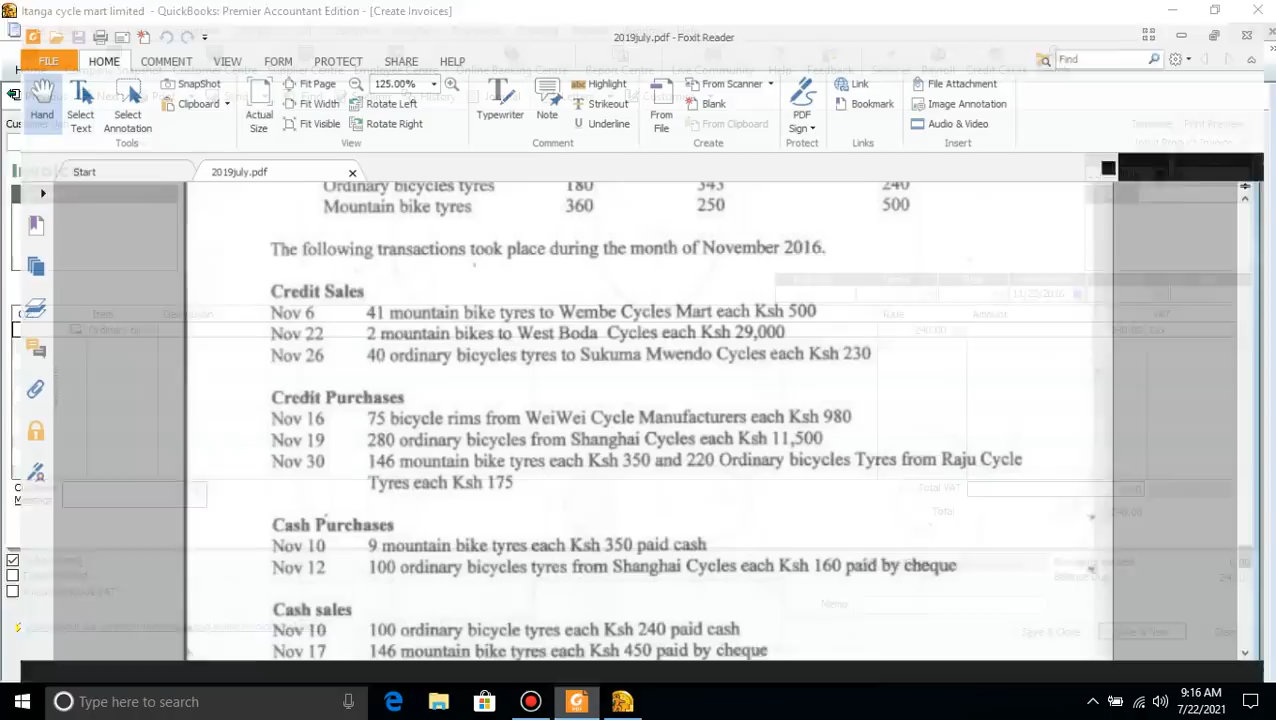 Itanga cycle mart limited - QuickBooks: Premier Accountant Edition - [Create Invoices]
2019july.pdf - Foxit Reader
FILE HOME COMMENT VIEW FORM PROTECT SHARE HELP Find
SnapShot Fit Page 125.00% Highlight From Scanner Link File Attachment
Clipboard Fit Width Rotate Left Strikeout Blank Bookmark Image Annotation
Hand Select Text Select Annotation Actual Size Fit Visible Rotate Right Typewriter Note Underline From File From Clipboard PDF Sign Audio & Video
Tools View Comment Create Protect Links Insert
Start 2019july.pdf
Ordinary bicycles tyres 180 343 240
Mountain bike tyres 360 250 500
The following transactions took place during the month of November 2016.
Credit Sales
Nov 6 41 mountain bike tyres to Wembe Cycles Mart each Ksh 500
Nov 22 2 mountain bikes to West Boda Cycles each Ksh 29,000
Nov 26 40 ordinary bicycles tyres to Sukuma Mwendo Cycles each Ksh 230
Credit Purchases
Nov 16 75 bicycle rims from WeiWei Cycle Manufacturers each Ksh 980
Nov 19 280 ordinary bicycles from Shanghai Cycles each Ksh 11,500
Nov 30 146 mountain bike tyres each Ksh 350 and 220 Ordinary bicycles Tyres from Raju Cycle
Tyres each Ksh 175
Total VAT
Total
Cash Purchases
Nov 10 9 mountain bike tyres each Ksh 350 paid cash
Nov 12 100 ordinary bicycles tyres from Shanghai Cycles each Ksh 160 paid by cheque
Memo
Cash sales
Nov 10 100 ordinary bicycle tyres each Ksh 240 paid cash
Save & Close
Nov 17 146 mountain bike tyres each Ksh 450 paid by cheque
Type here to search
9:16 AM
7/22/2021